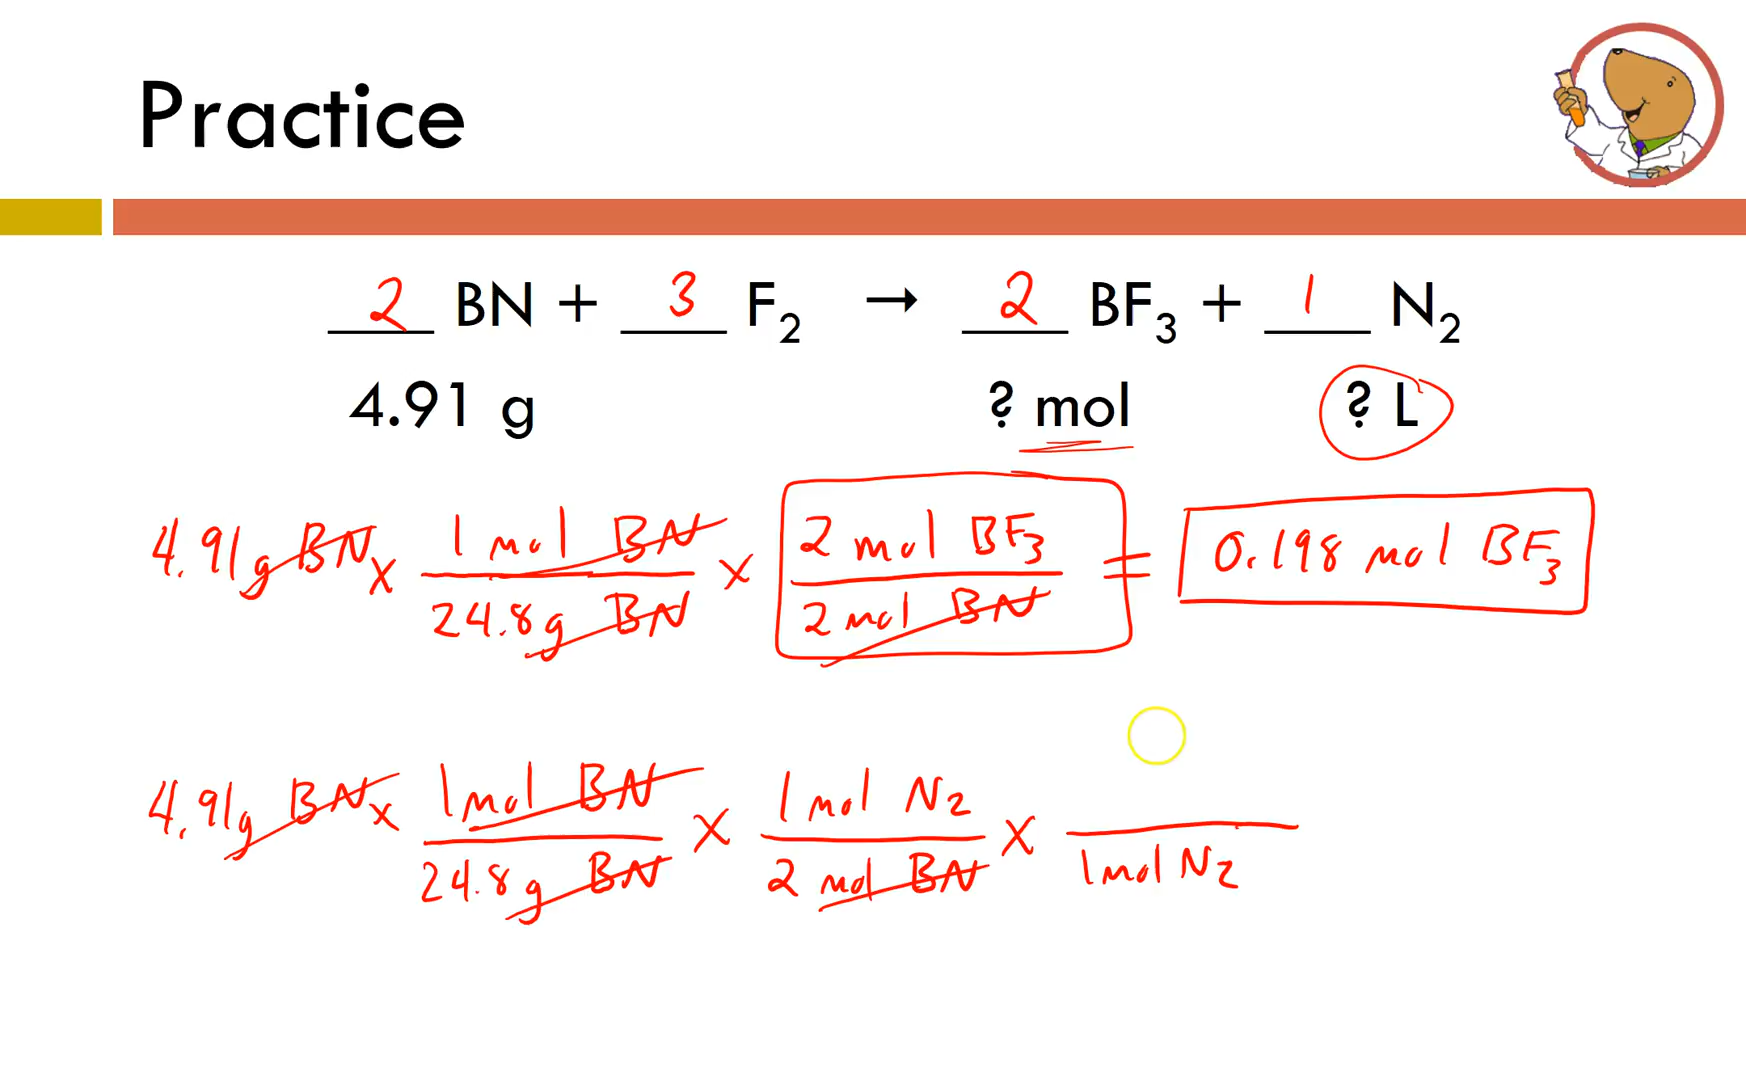 Practice
2 BN + 3 F₂ → 2 BF₃ + 1 N₂
4.91 g ? mol ? L
4.91g BN x 1 mol BN / 24.8g BN x 2 mol BF₃ / 2 mol BN = 0.198 mol BF₃
4.91g BN x 1 mol BN / 24.8g BN x 1 mol N₂ / 2 mol BN x / 1 mol N₂